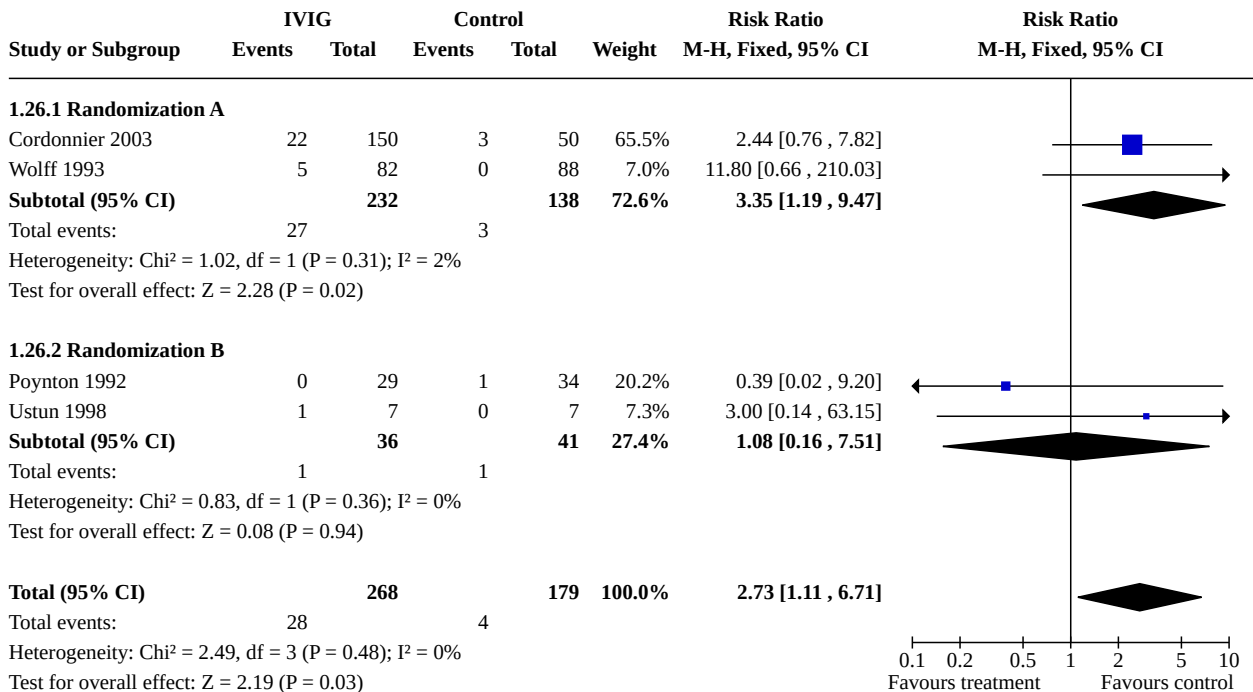 IVIG Control Risk Ratio Risk Ratio
Study or Subgroup Events Total Events Total Weight M-H, Fixed, 95% CI M-H, Fixed, 95% CI
1.26.1 Randomization A
Cordonnier 2003 22 150 3 50 65.5% 2.44 [0.76 , 7.82]
Wolff 1993 5 82 0 88 7.0% 11.80 [0.66 , 210.03]
Subtotal (95% CI) 232 138 72.6% 3.35 [1.19 , 9.47]
Total events: 27 3
Heterogeneity: Chi² = 1.02, df = 1 (P = 0.31); I² = 2%
Test for overall effect: Z = 2.28 (P = 0.02)
1.26.2 Randomization B
Poynton 1992 0 29 1 34 20.2% 0.39 [0.02 , 9.20]
Ustun 1998 1 7 0 7 7.3% 3.00 [0.14 , 63.15]
Subtotal (95% CI) 36 41 27.4% 1.08 [0.16 , 7.51]
Total events: 1 1
Heterogeneity: Chi² = 0.83, df = 1 (P = 0.36); I² = 0%
Test for overall effect: Z = 0.08 (P = 0.94)
Total (95% CI) 268 179 100.0% 2.73 [1.11 , 6.71]
Total events: 28 4
Heterogeneity: Chi² = 2.49, df = 3 (P = 0.48); I² = 0%
Test for overall effect: Z = 2.19 (P = 0.03)
0.1 0.2 0.5 1 2 5 10
Favours treatment Favours control